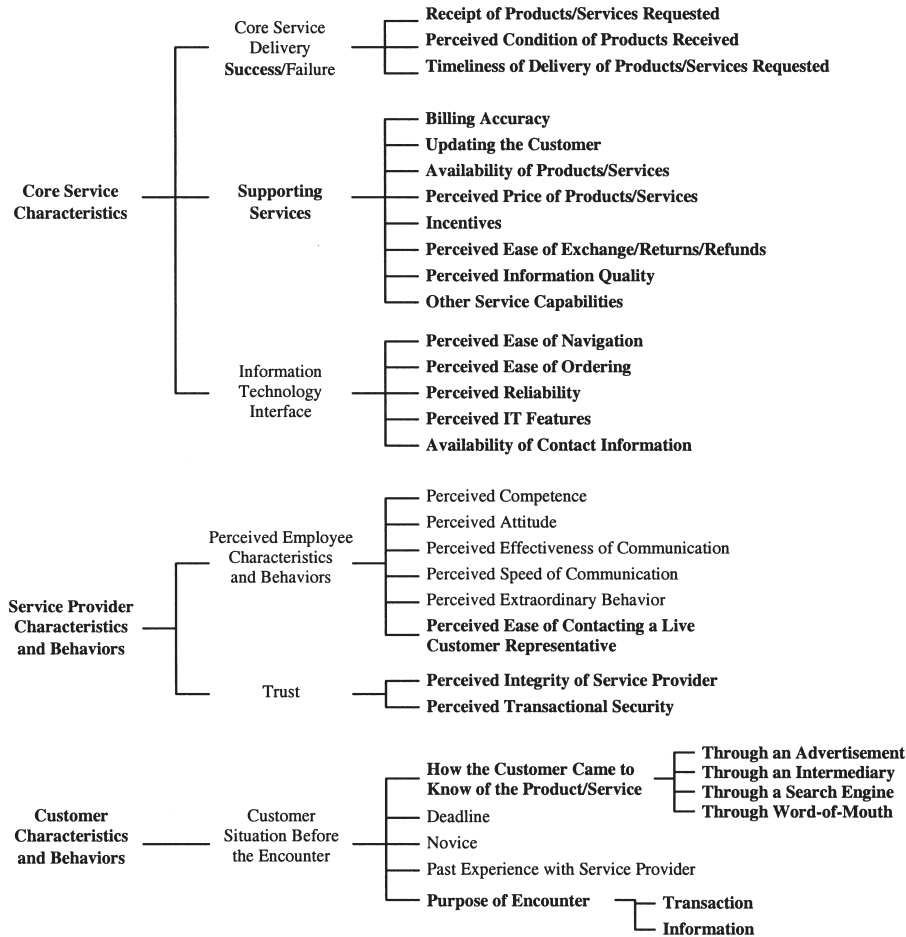 Core Service
Delivery
Success/Failure
Receipt of Products/Services Requested
Perceived Condition of Products Received
Timeliness of Delivery of Products/Services Requested
Core Service
Characteristics
Supporting
Services
Billing Accuracy
Updating the Customer
Availability of Products/Services
Perceived Price of Products/Services
Incentives
Perceived Ease of Exchange/Returns/Refunds
Perceived Information Quality
Other Service Capabilities
Information
Technology
Interface
Perceived Ease of Navigation
Perceived Ease of Ordering
Perceived Reliability
Perceived IT Features
Availability of Contact Information
Service Provider
Characteristics
and Behaviors
Perceived Employee
Characteristics
and Behaviors
Perceived Competence
Perceived Attitude
Perceived Effectiveness of Communication
Perceived Speed of Communication
Perceived Extraordinary Behavior
Perceived Ease of Contacting a Live
Customer Representative
Trust
Perceived Integrity of Service Provider
Perceived Transactional Security
Customer
Characteristics
and Behaviors
Customer
Situation Before
the Encounter
How the Customer Came to
Know of the Product/Service
Through an Advertisement
Through an Intermediary
Through a Search Engine
Through Word-of-Mouth
Deadline
Novice
Past Experience with Service Provider
Purpose of Encounter
Transaction
Information